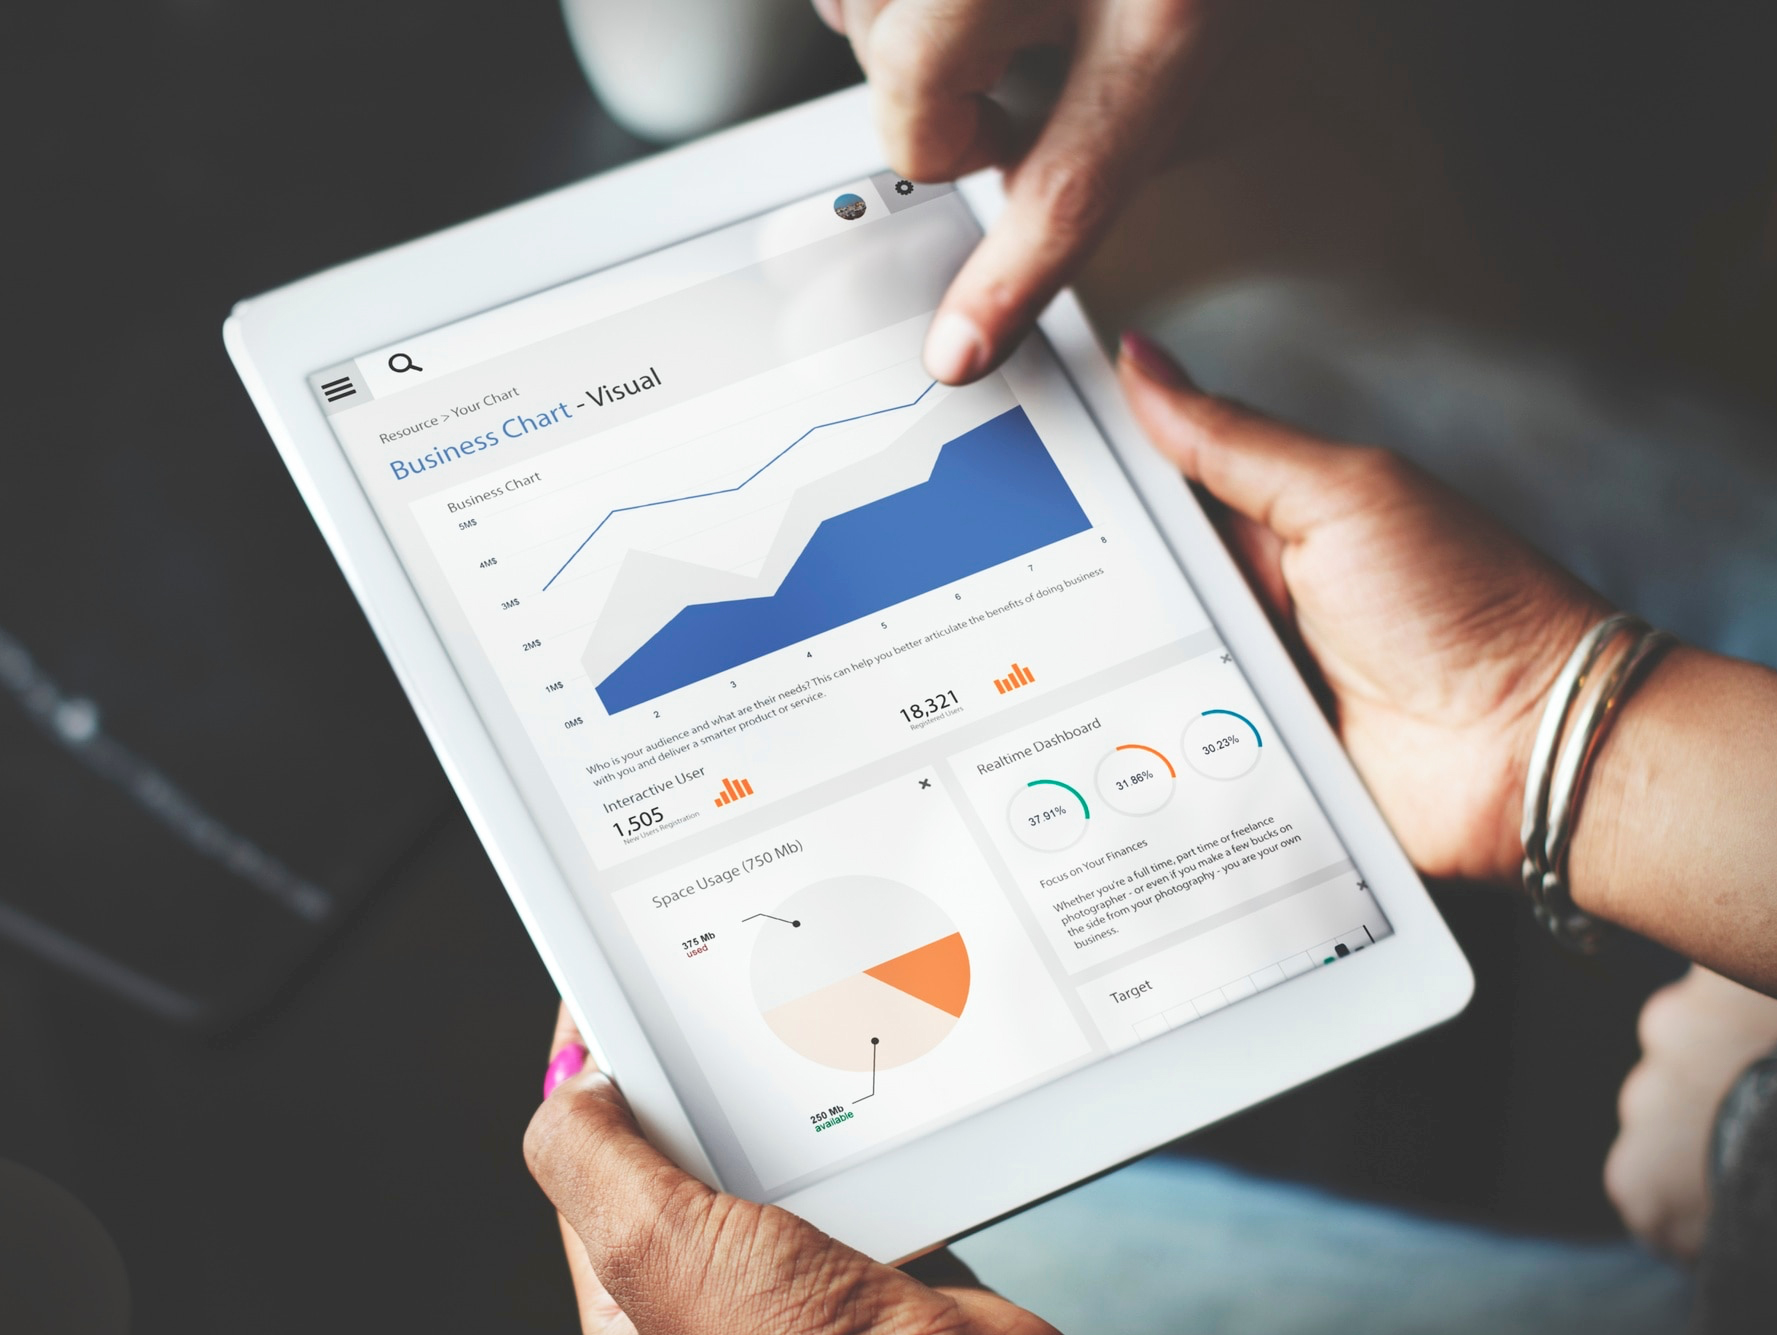 Resource > Your Chart
Business Chart - Visual
Business Chart
5M$
4M$
3M$
2M$
1M$
0M$
2
3
4
5
6
7
8
Who is your audience and what are their needs? This can help you better articulate the benefits of doing business
with you and deliver a smarter product or service.
Interactive User
1,505
New Users Registration
18,321
Registered Users
Space Usage (750 Mb)
375 Mb
used
250 Mb
available
Realtime Dashboard
37.91%
31.86%
30.23%
Focus on Your Finances
Whether you're a full time, part time or freelance
photographer - or even if you make a few bucks on
the side from your photography - you are your own
business.
Target